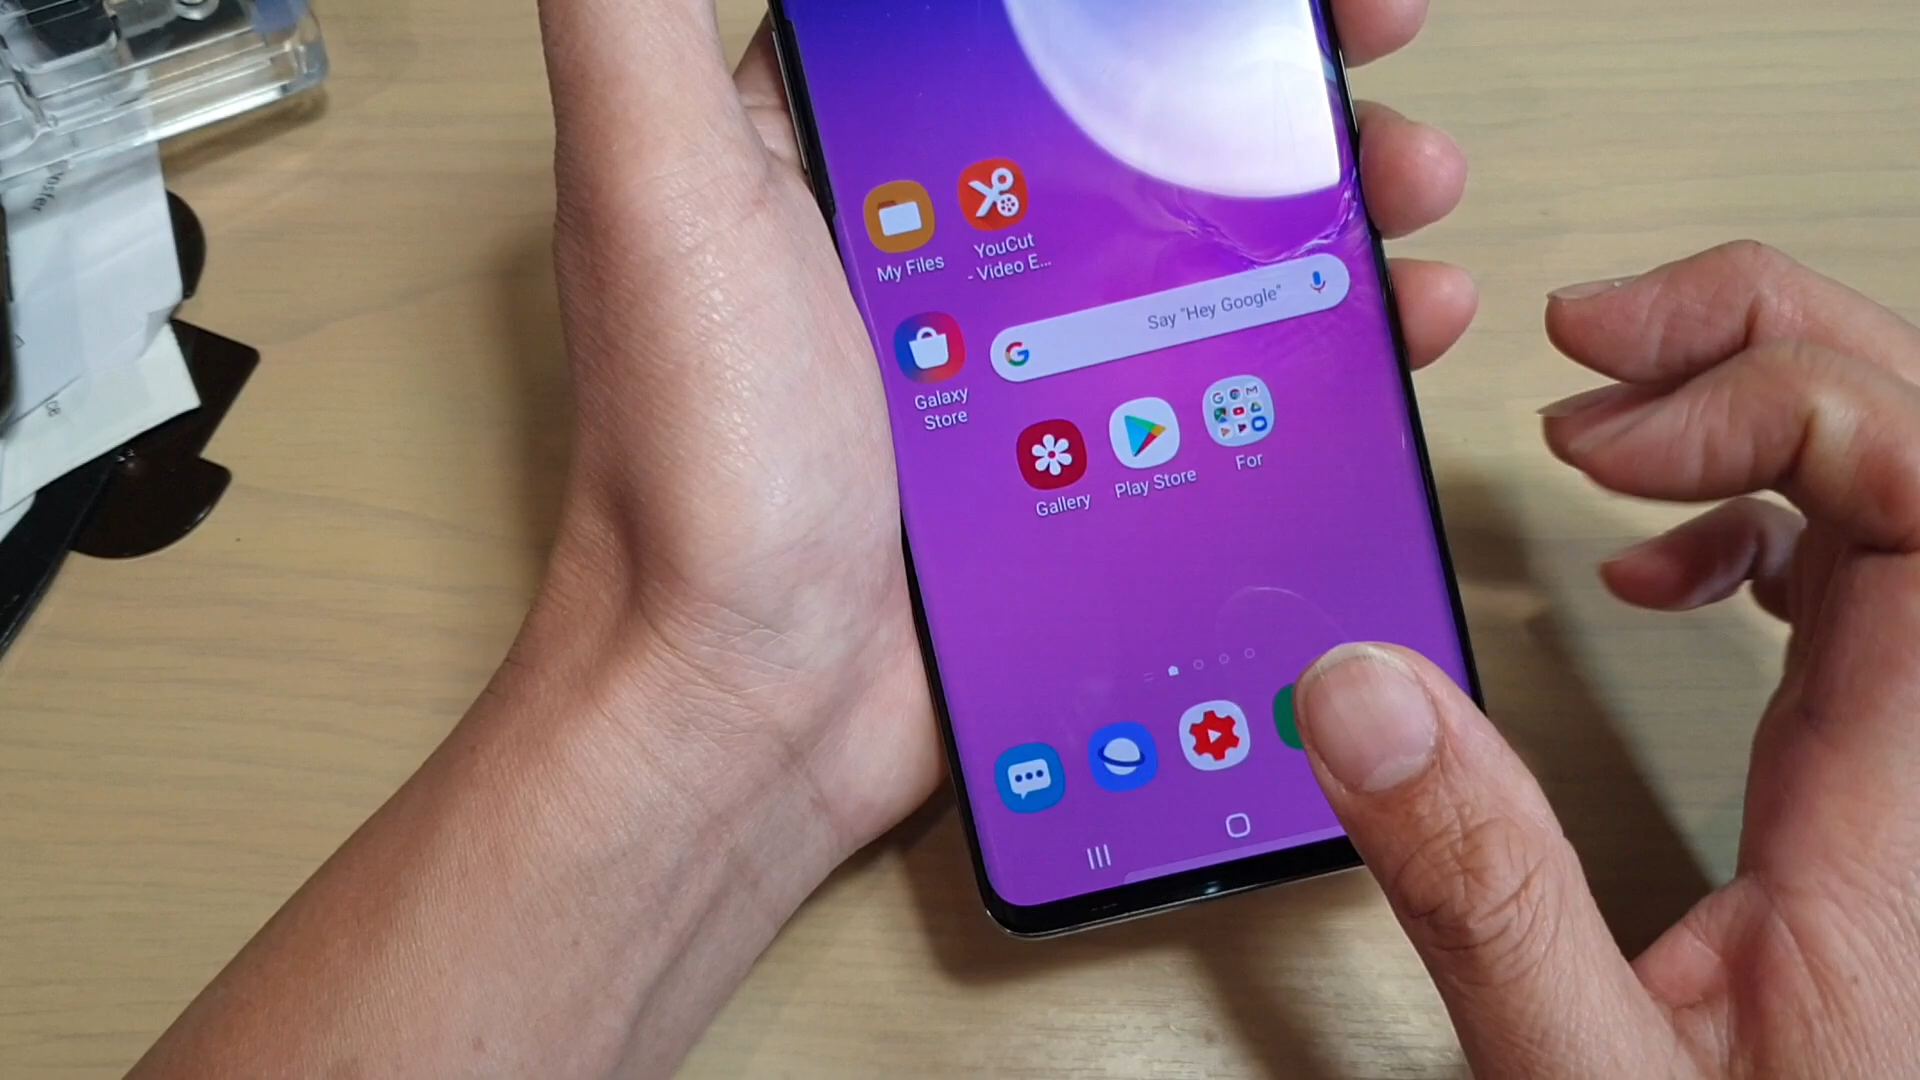 My Files
YouCut
- Video E...
Say "Hey Google"
Galaxy
Store
Gallery
Play Store
For